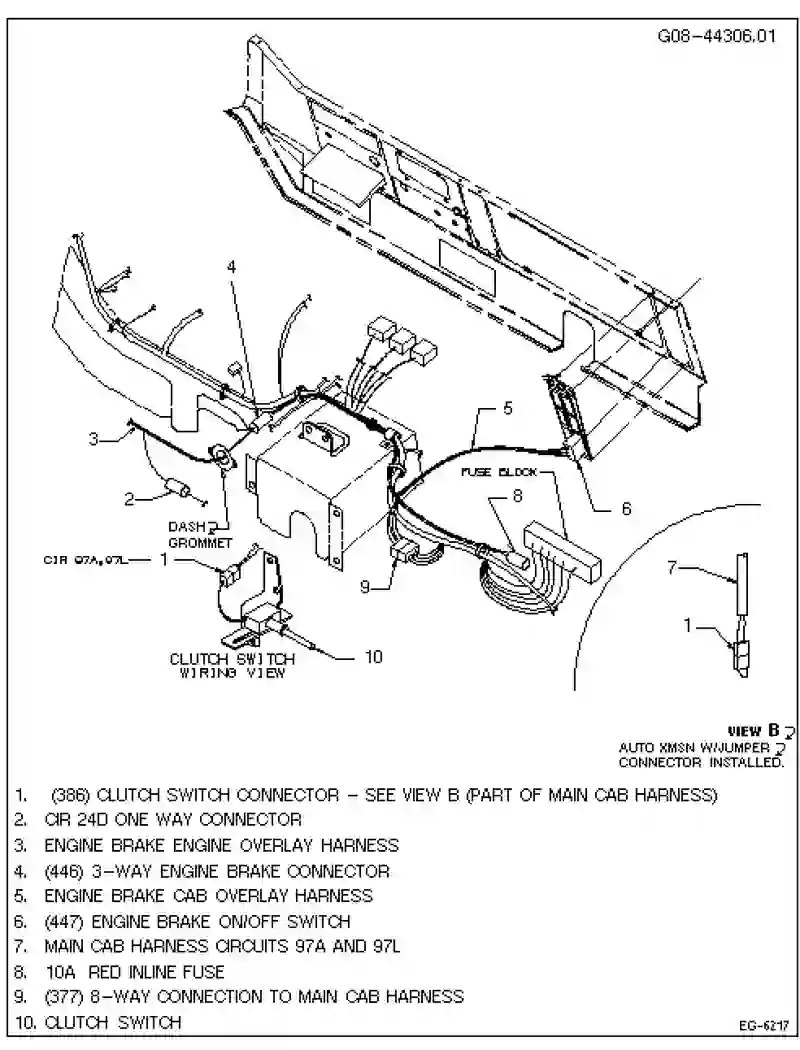 G08-44306.01
4
5
3
FUSE BLOCK
8
6
2
DASH
GROMMET
CIR 97A,97L
1
9
7
1
10
CLUTCH SWITCH
WIRING VIEW
VIEW B
AUTO XMSN W/JUMPER
CONNECTOR INSTALLED.
1. (386) CLUTCH SWITCH CONNECTOR - SEE VIEW B (PART OF MAIN CAB HARNESS)
2. CIR 24D ONE WAY CONNECTOR
3. ENGINE BRAKE ENGINE OVERLAY HARNESS
4. (446) 3-WAY ENGINE BRAKE CONNECTOR
5. ENGINE BRAKE CAB OVERLAY HARNESS
6. (447) ENGINE BRAKE ON/OFF SWITCH
7. MAIN CAB HARNESS CIRCUITS 97A AND 97L
8. 10A RED INLINE FUSE
9. (377) 8-WAY CONNECTION TO MAIN CAB HARNESS
10. CLUTCH SWITCH
EG-6217